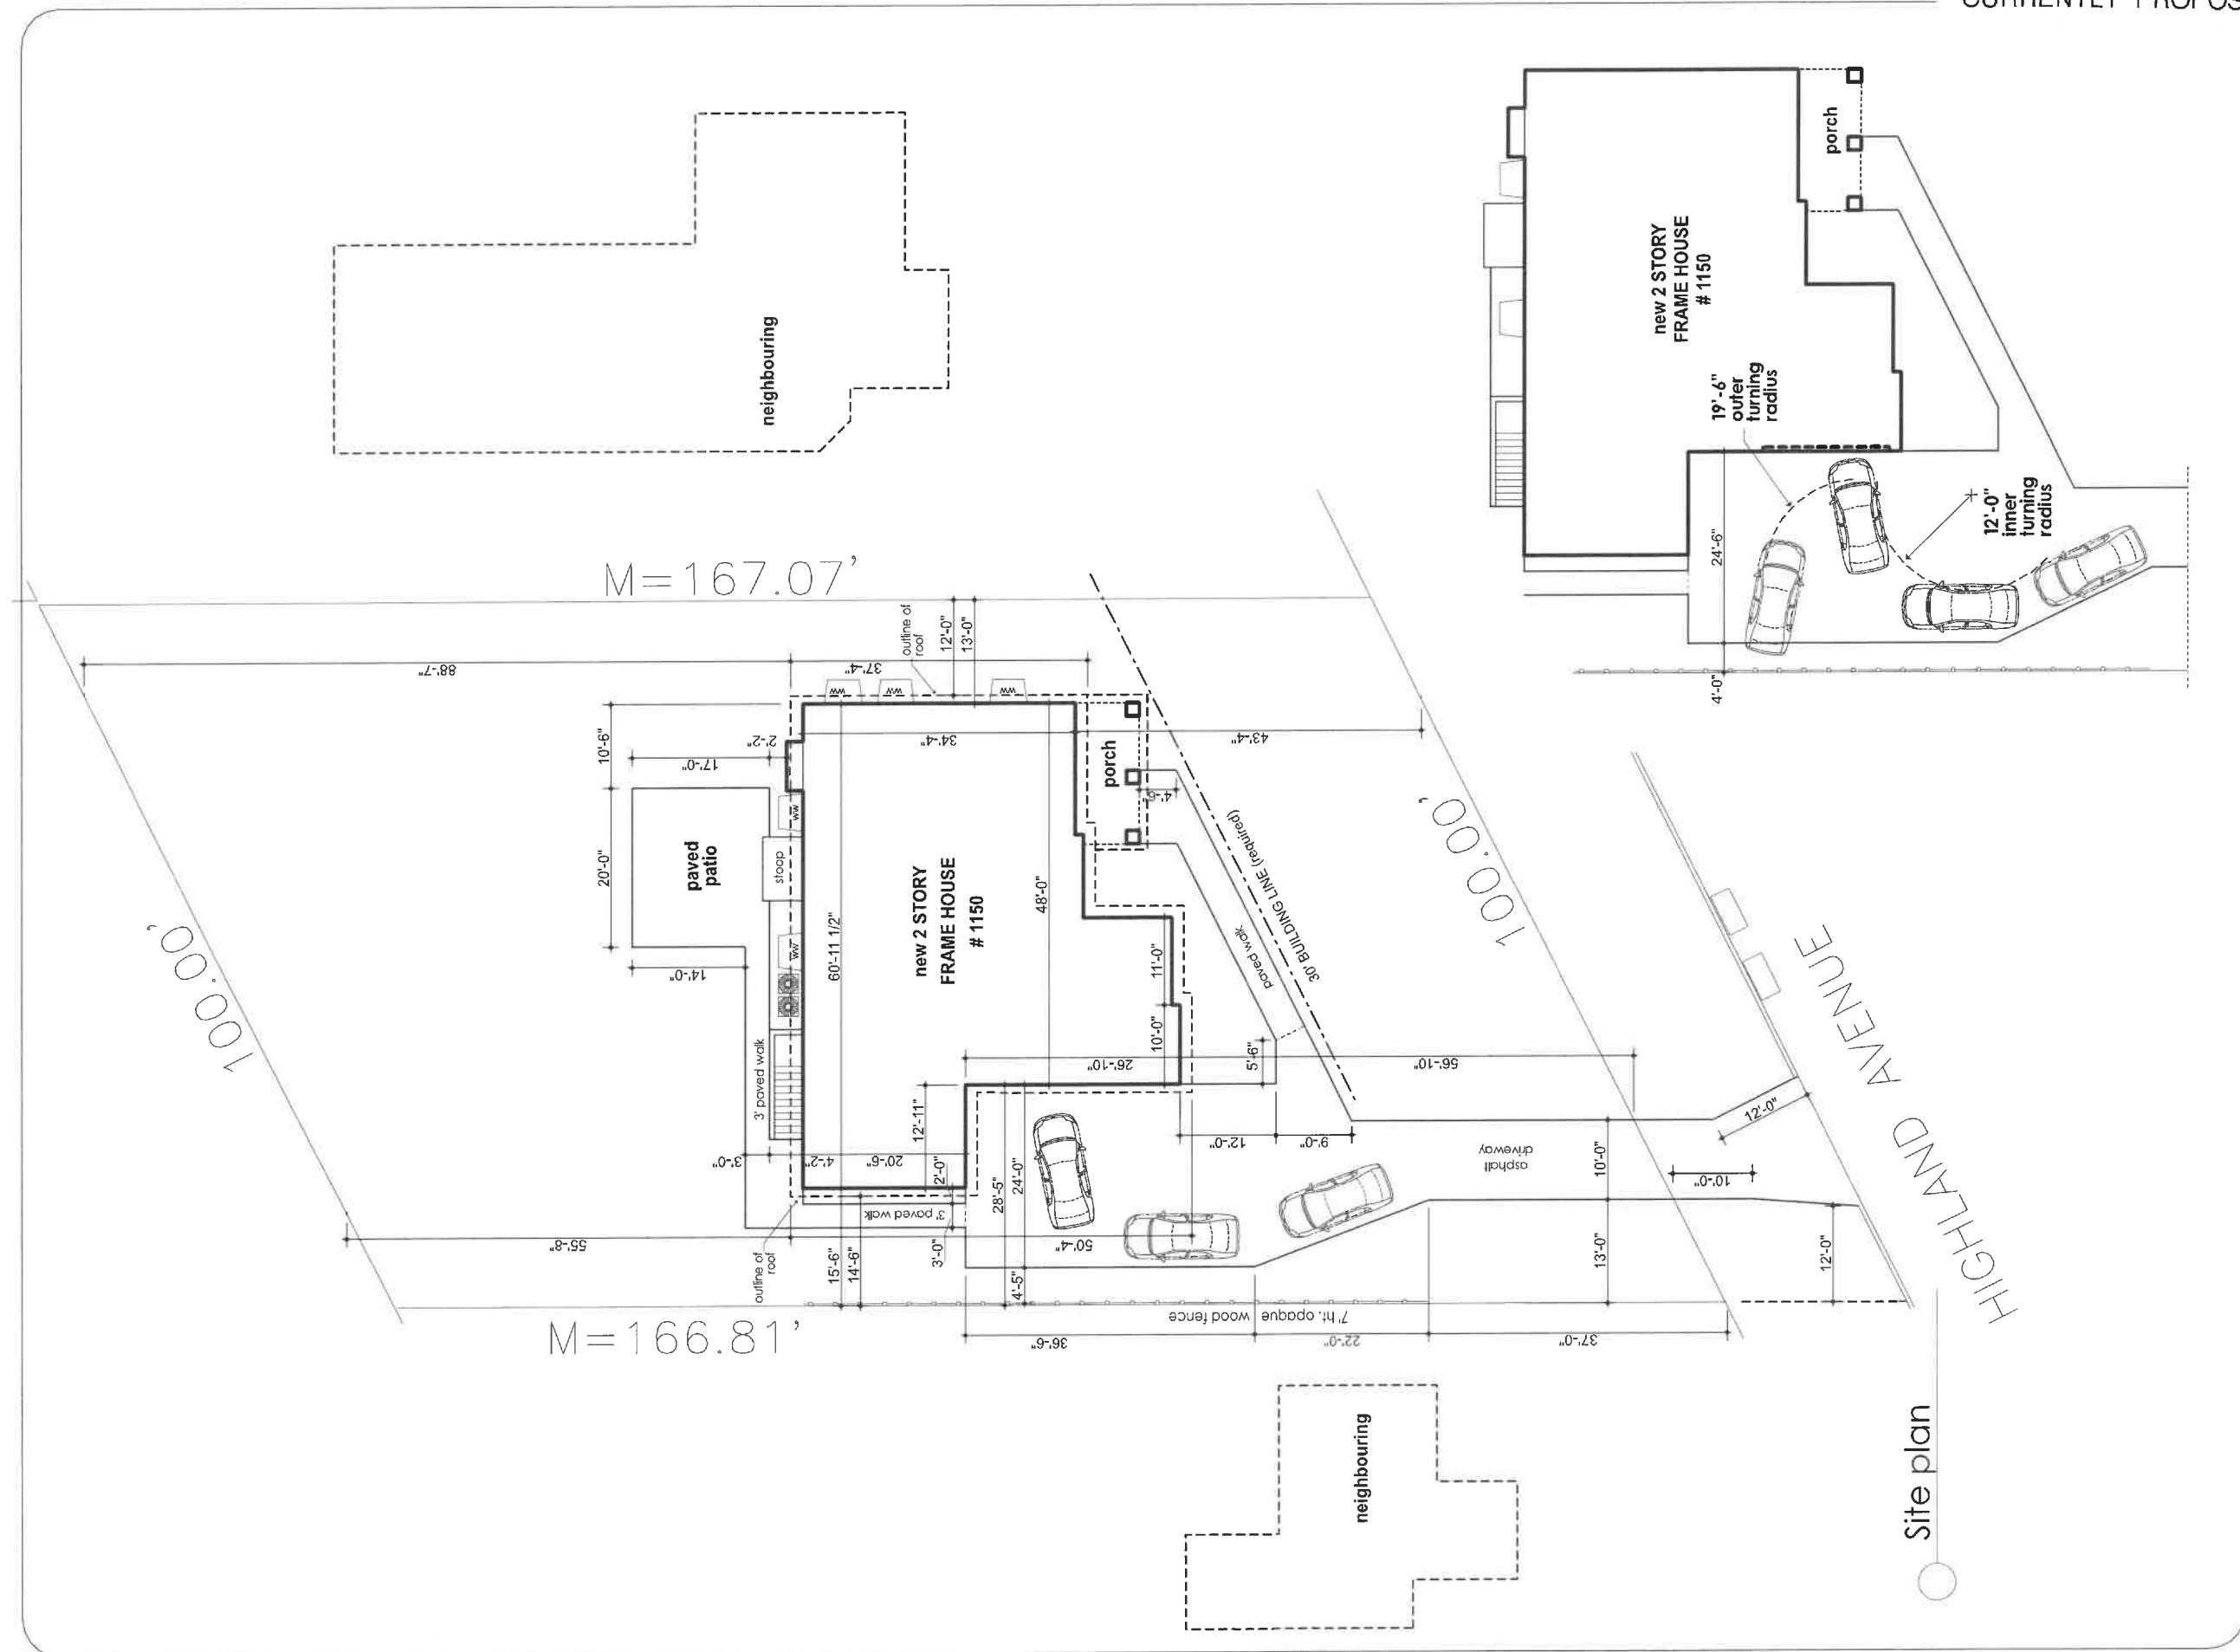 CURRENTLY PROPOS
neighbouring
M=167.07'
88'-7"
37'-4"
outline of
roof
12'-0"
13'-0"
WW
WW
WW
10'-6"
2'-2"
17'-0"
34'-4"
43'-4"
20'-0"
paved
patio
stoop
WW
WW
porch
4'-6"
14'-0"
60'-11 1/2"
new 2 STORY
FRAME HOUSE
# 1150
48'-0"
11'-0"
10'-0"
paved walk
30' BUILDING LINE (required)
100.00'
100.00'
3' paved walk
26'-10"
5'-6"
56'-10"
12'-11"
3'-0"
4'-2"
20'-6"
2'-0"
28'-5"
24'-0"
12'-0"
9'-0"
asphalt
driveway
10'-0"
10'-0"
12'-0"
3' paved walk
55'-8"
outline of
roof
15'-6"
14'-6"
3'-0"
50'-4"
4'-5"
13'-0"
12'-0"
7' ht. opaque wood fence
M=166.81'
36'-6"
22'-0"
37'-0"
HIGHLAND AVENUE
neighbouring
Site plan
porch
new 2 STORY
FRAME HOUSE
# 1150
19'-6"
outer
turning
radius
24'-6"
12'-0"
inner
turning
radius
4'-0"